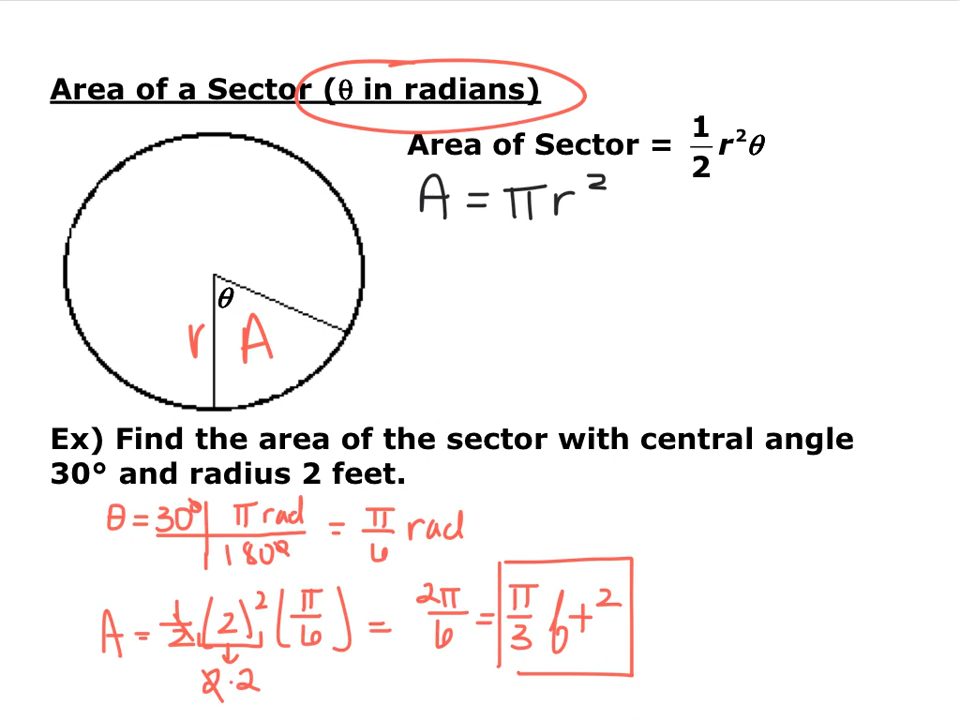 Area of a Sector (θ in radians)
Area of Sector = 1/2 r²θ
A = πr²
θ
r A
Ex) Find the area of the sector with central angle
30° and radius 2 feet.
θ = 30° | π rad / 180° = π/6 rad
A = 1/2 (2)² (π/6) = 2π/6 = π/3 ft²
2·2